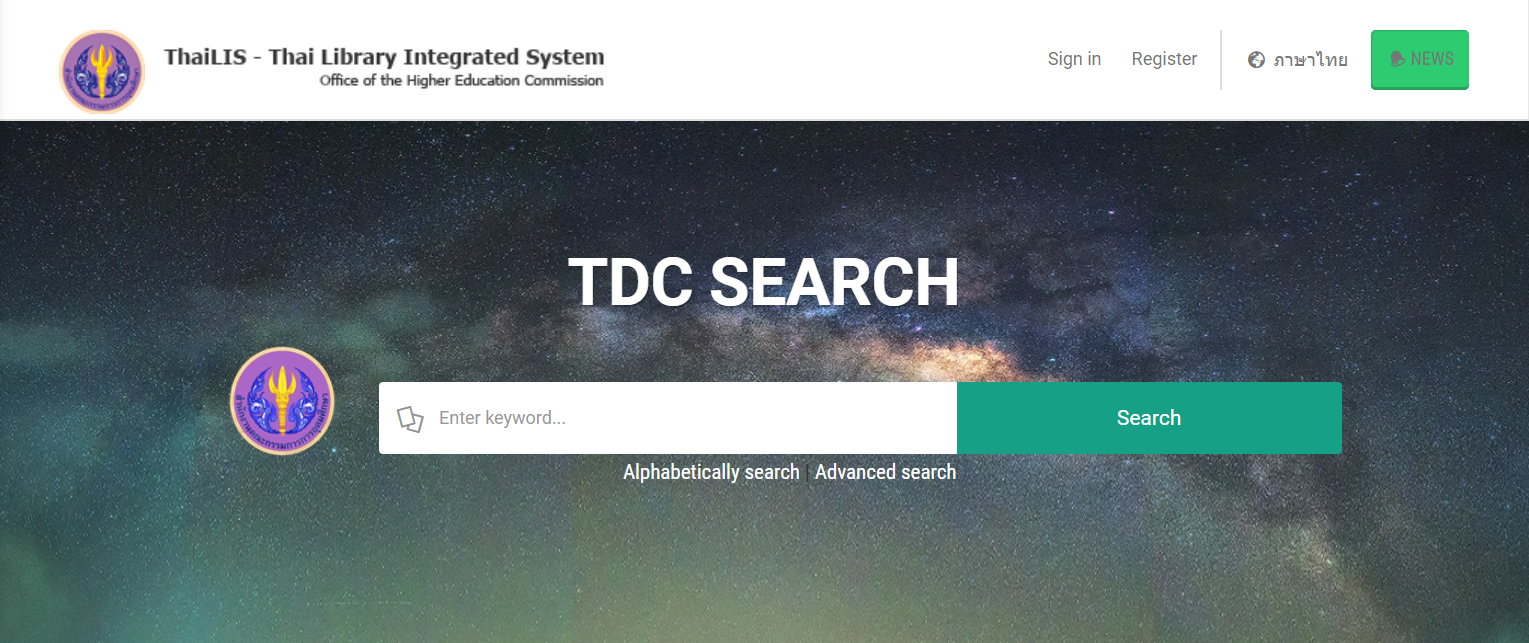 ThaiLIS - Thai Library Integrated System
Office of the Higher Education Commission
Sign in
Register
ภาษาไทย
NEWS
TDC SEARCH
Enter keyword...
Search
Alphabetically search | Advanced search